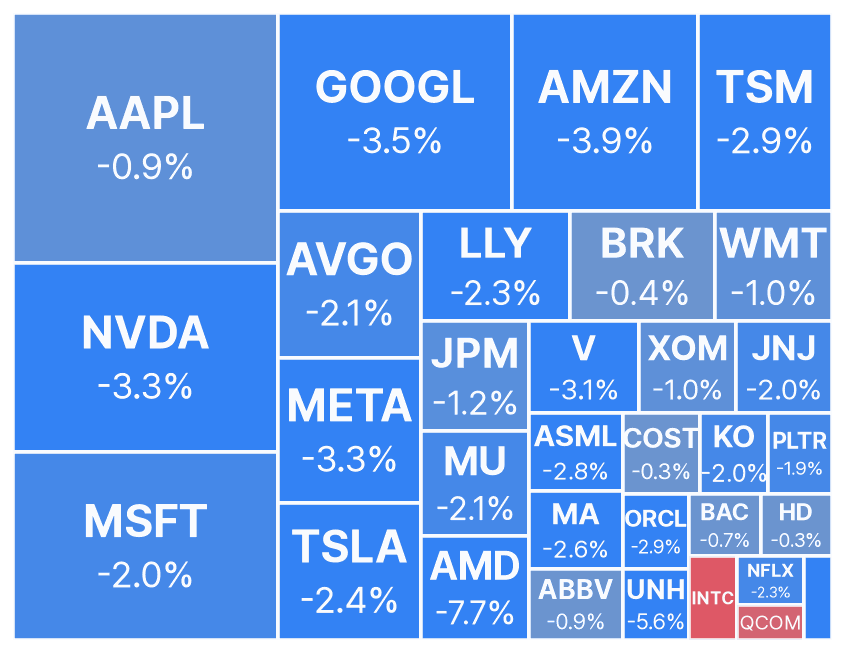 AAPL
-0.9%
GOOGL
-3.5%
AMZN
-3.9%
TSM
-2.9%
NVDA
-3.3%
MSFT
-2.0%
AVGO
-2.1%
META
-3.3%
TSLA
-2.4%
LLY
-2.3%
BRK
-0.4%
WMT
-1.0%
JPM
-1.2%
MU
-2.1%
AMD
-7.7%
V
-3.1%
XOM
-1.0%
JNJ
-2.0%
ASML
-2.8%
COST
-0.3%
KO
-2.0%
PLTR
-1.9%
MA
-2.6%
ORCL
-2.9%
BAC
-0.7%
HD
-0.3%
ABBV
-0.9%
UNH
-5.6%
INTC
NFLX
-2.3%
QCOM